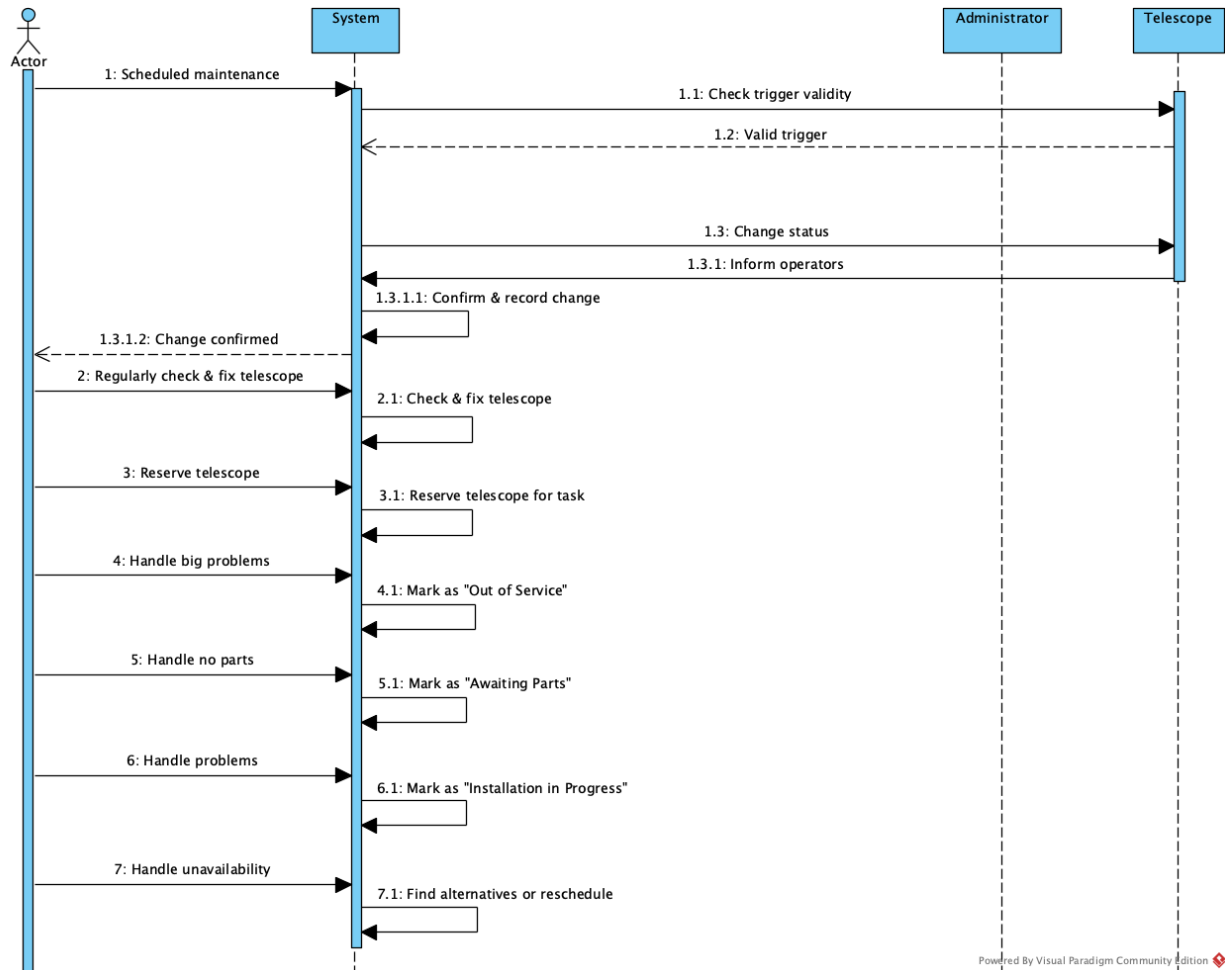 System
Administrator
Telescope
Actor
1: Scheduled maintenance
1.1: Check trigger validity
1.2: Valid trigger
1.3: Change status
1.3.1: Inform operators
1.3.1.1: Confirm & record change
1.3.1.2: Change confirmed
2: Regularly check & fix telescope
2.1: Check & fix telescope
3: Reserve telescope
3.1: Reserve telescope for task
4: Handle big problems
4.1: Mark as "Out of Service"
5: Handle no parts
5.1: Mark as "Awaiting Parts"
6: Handle problems
6.1: Mark as "Installation in Progress"
7: Handle unavailability
7.1: Find alternatives or reschedule
Powered By Visual Paradigm Community Edition